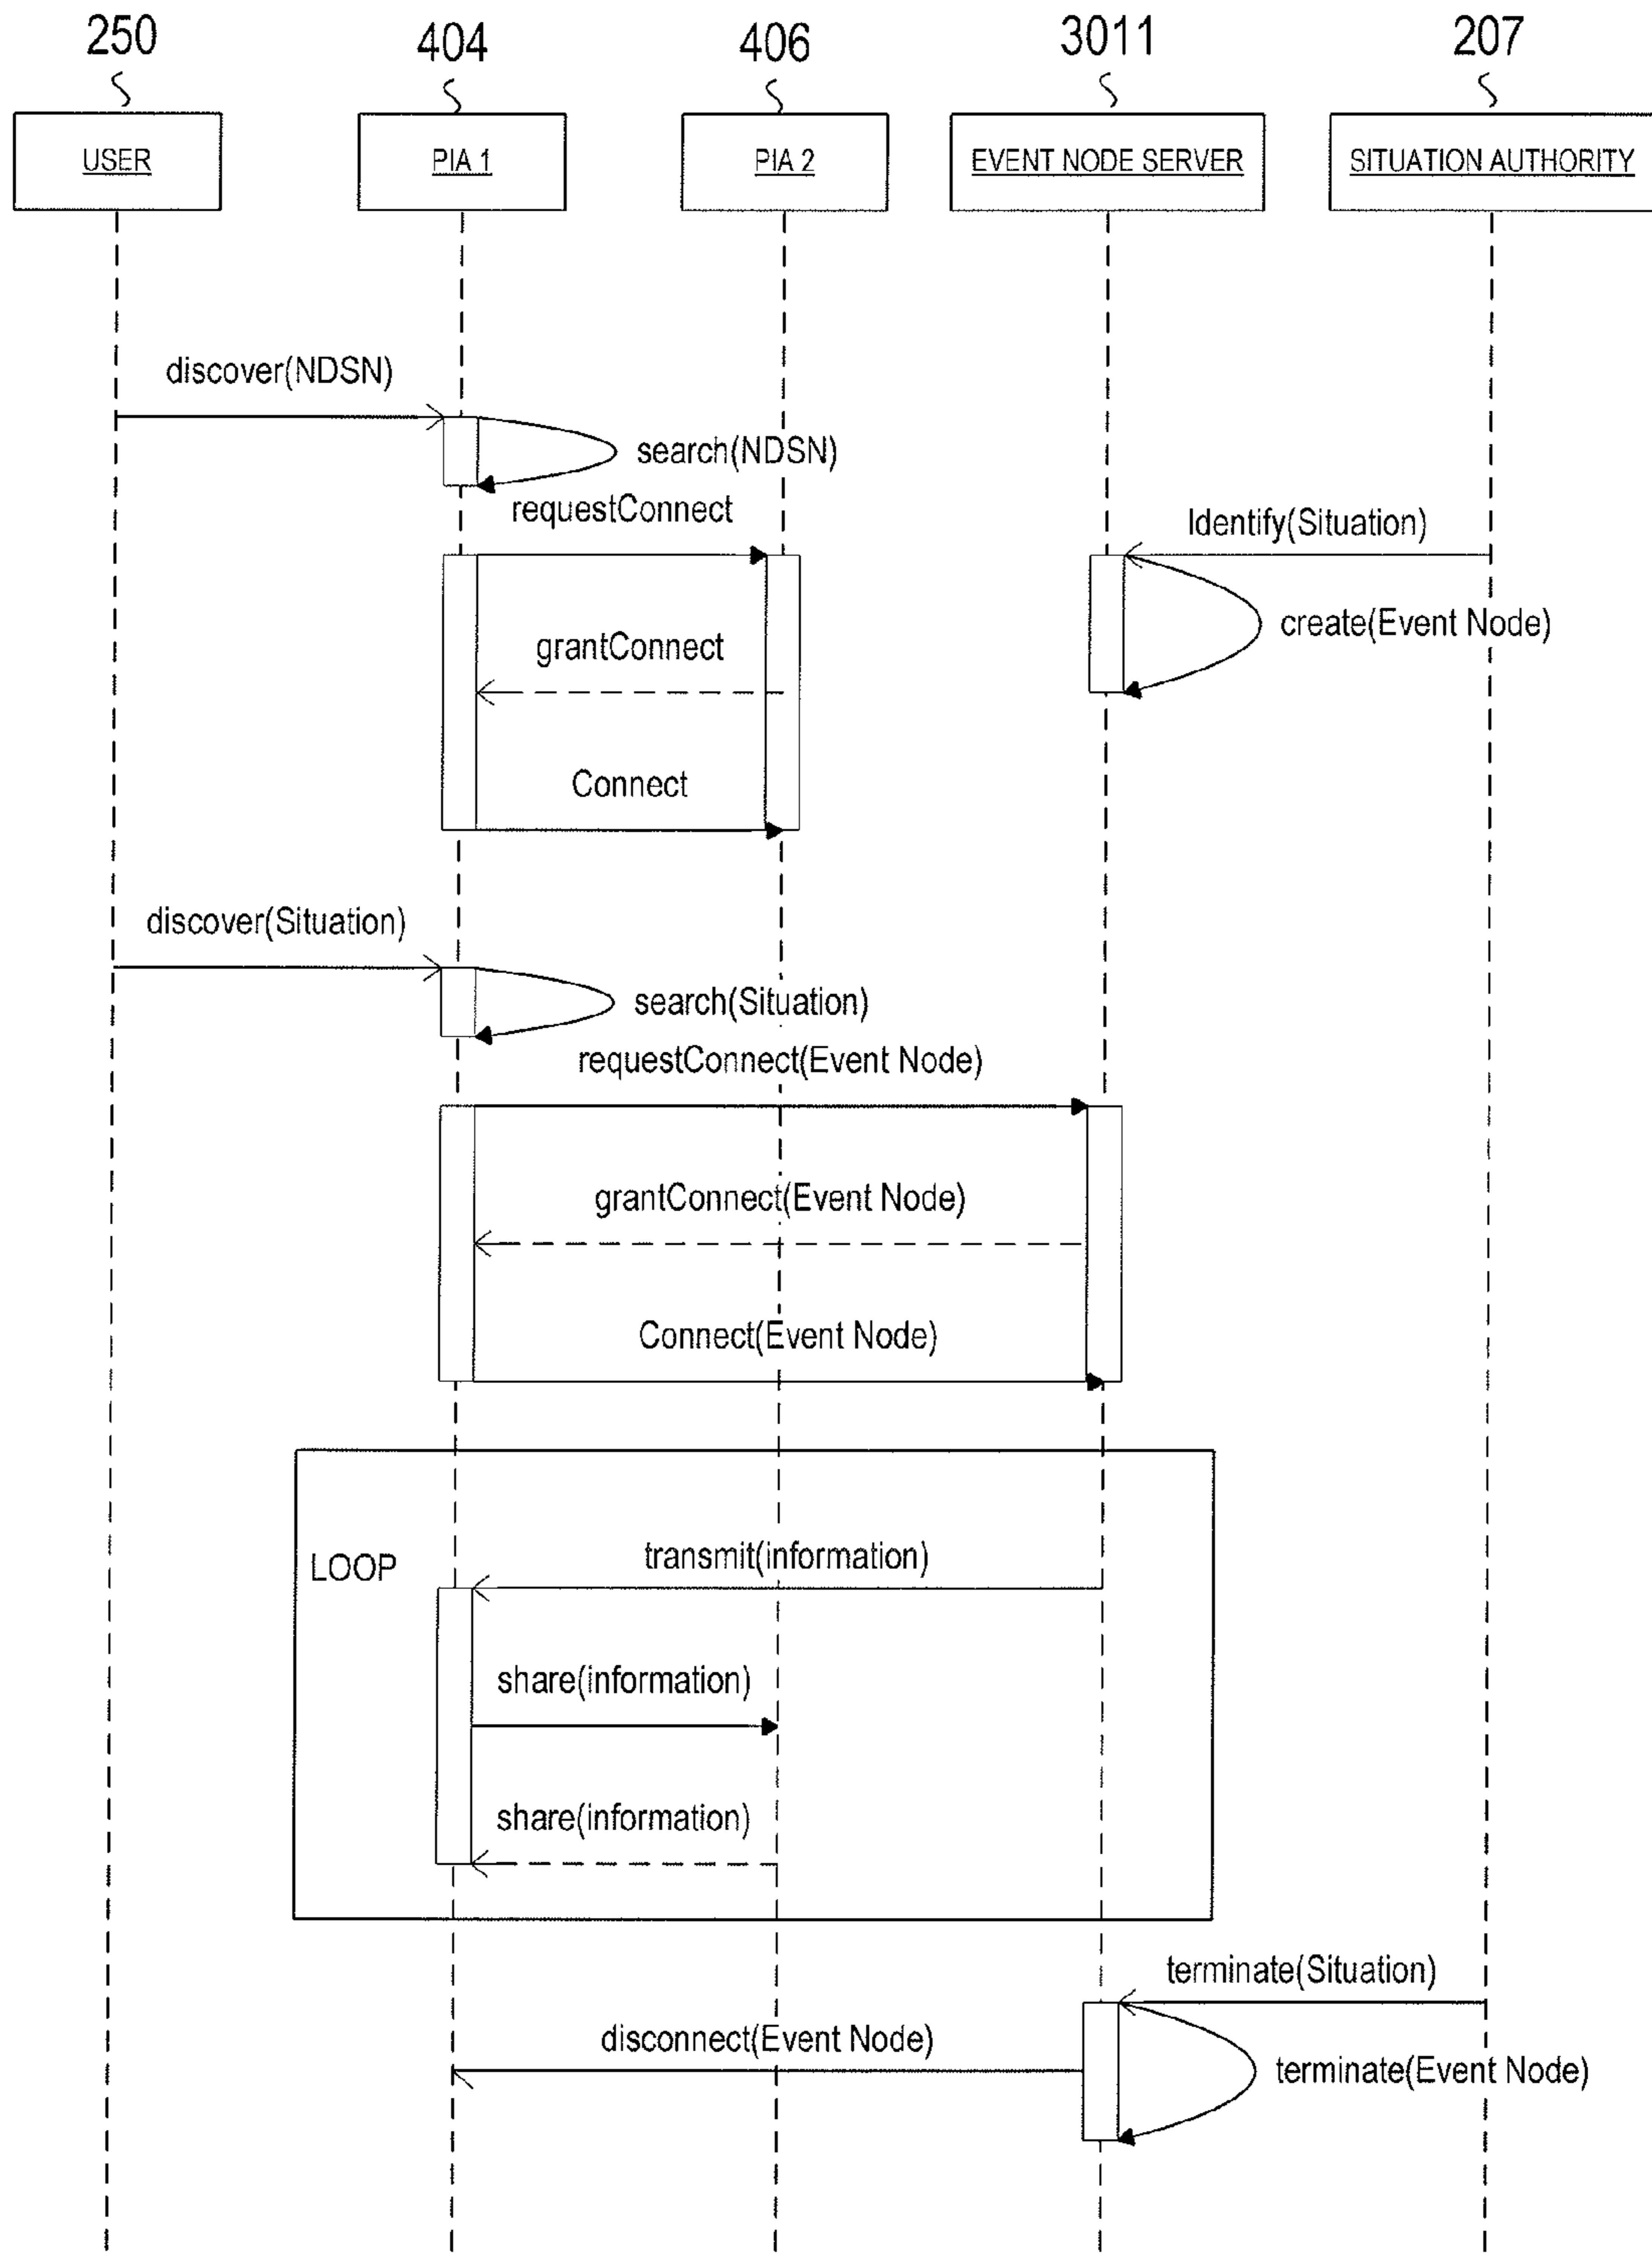 250 404 406 3011 207
USER PIA 1 PIA 2 EVENT NODE SERVER SITUATION AUTHORITY
discover(NDSN)
search(NDSN)
requestConnect
Identify(Situation)
create(Event Node)
grantConnect
Connect
discover(Situation)
search(Situation)
requestConnect(Event Node)
grantConnect(Event Node)
Connect(Event Node)
LOOP
transmit(information)
share(information)
share(information)
terminate(Situation)
disconnect(Event Node)
terminate(Event Node)